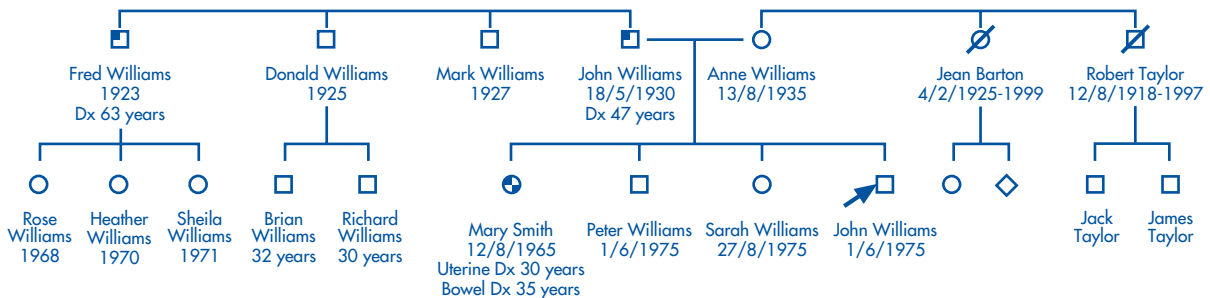 Fred Williams
1923
Dx 63 years
Donald Williams
1925
Mark Williams
1927
John Williams
18/5/1930
Dx 47 years
Anne Williams
13/8/1935
Jean Barton
4/2/1925-1999
Robert Taylor
12/8/1918-1997
Rose
Williams
1968
Heather
Williams
1970
Sheila
Williams
1971
Brian
Williams
32 years
Richard
Williams
30 years
Mary Smith
12/8/1965
Uterine Dx 30 years
Bowel Dx 35 years
Peter Williams
1/6/1975
Sarah Williams
27/8/1975
John Williams
1/6/1975
Jack
Taylor
James
Taylor